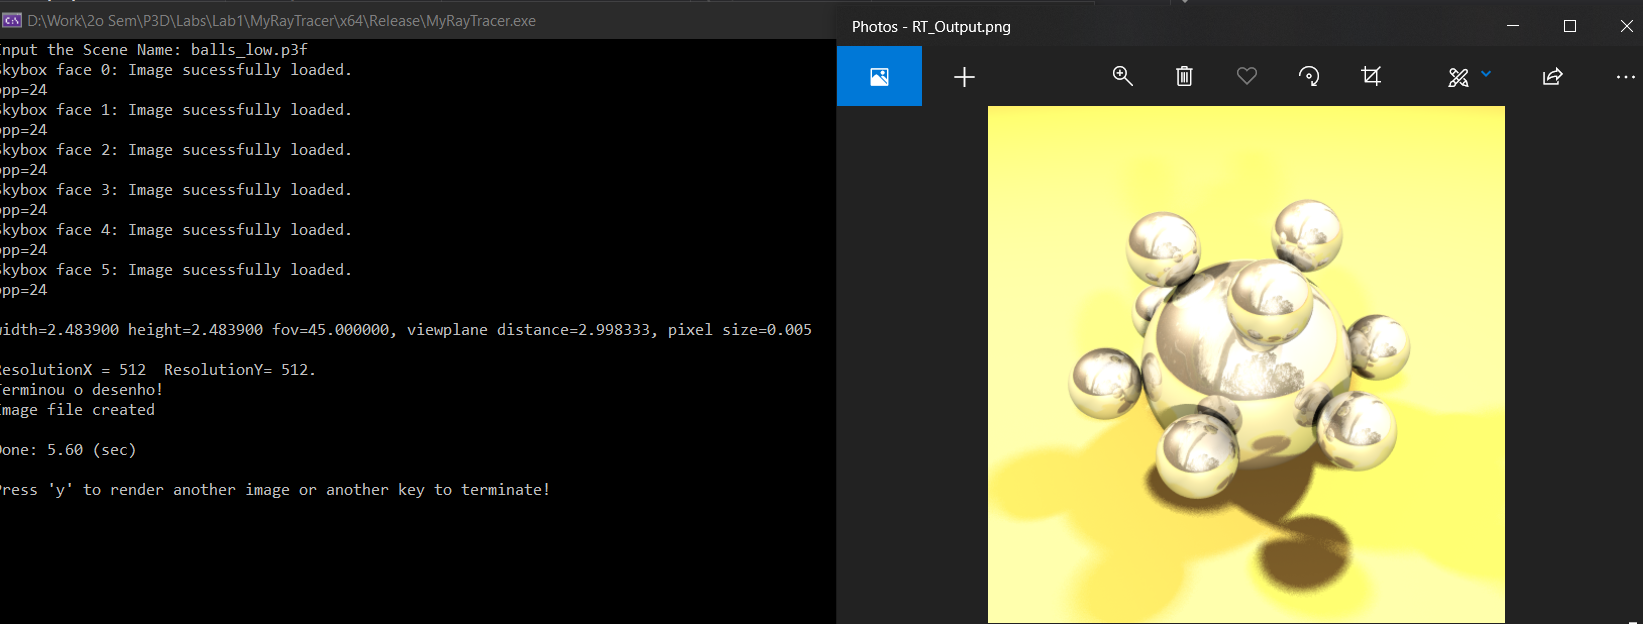 D:\Work\2o Sem\P3D\Labs\Lab1\MyRayTracer\x64\Release\MyRayTracer.exe
nput the Scene Name: balls_low.p3f
kybox face 0: Image sucessfully loaded.
pp=24
kybox face 1: Image sucessfully loaded.
pp=24
kybox face 2: Image sucessfully loaded.
pp=24
kybox face 3: Image sucessfully loaded.
pp=24
kybox face 4: Image sucessfully loaded.
pp=24
kybox face 5: Image sucessfully loaded.
pp=24
width=2.483900 height=2.483900 fov=45.000000, viewplane distance=2.998333, pixel size=0.005
esolutionX = 512  ResolutionY= 512.
Terminou o desenho!
mage file created
Done: 5.60 (sec)
Press 'y' to render another image or another key to terminate!
Photos - RT_Output.png